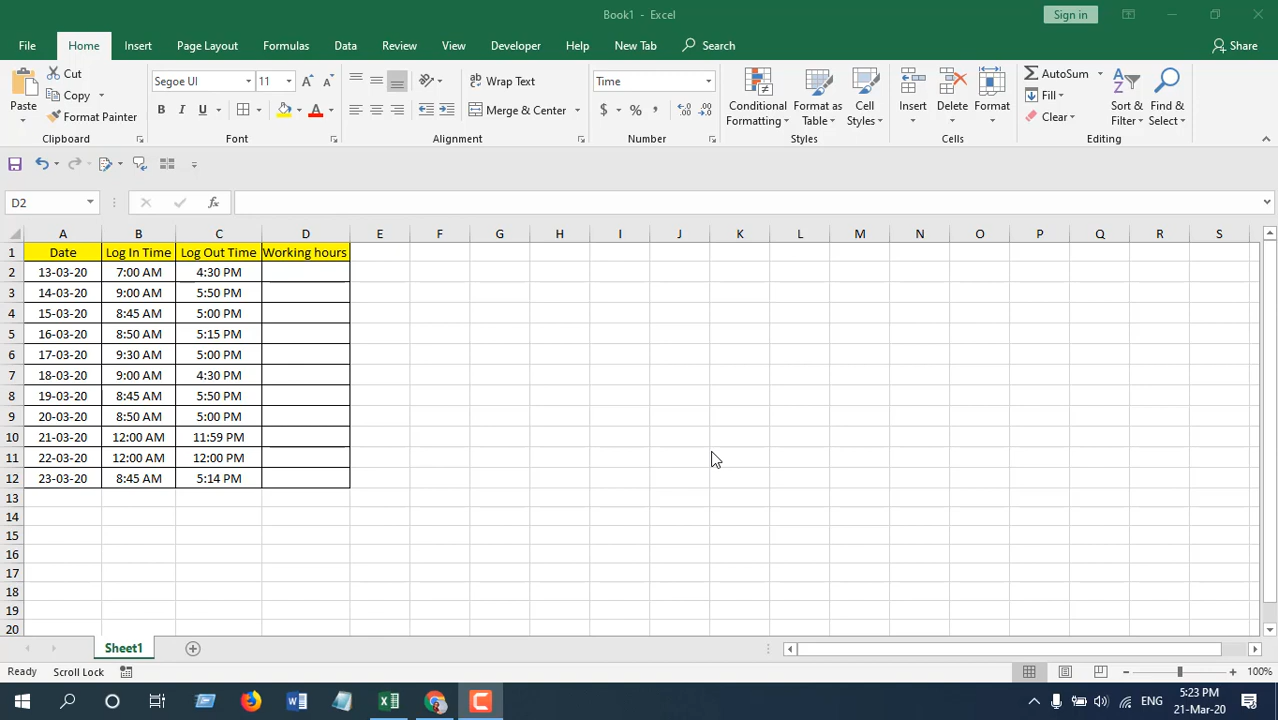 Book1 - Excel
Sign in
File Home Insert Page Layout Formulas Data Review View Developer Help New Tab Search Share
Paste
Cut
Copy
Format Painter
Clipboard
Segoe UI 11
B I U
Font
Wrap Text
Merge & Center
Alignment
Time
$ % ,
Number
Conditional Formatting
Format as Table
Cell Styles
Styles
Insert
Delete
Format
Cells
AutoSum
Fill
Clear
Sort & Filter
Find & Select
Editing
D2
fx
A B C D E F G H I J K L M N O P Q R S
1 Date Log In Time Log Out Time Working hours
2 13-03-20 7:00 AM 4:30 PM
3 14-03-20 9:00 AM 5:50 PM
4 15-03-20 8:45 AM 5:00 PM
5 16-03-20 8:50 AM 5:15 PM
6 17-03-20 9:30 AM 5:00 PM
7 18-03-20 9:00 AM 4:30 PM
8 19-03-20 8:45 AM 5:50 PM
9 20-03-20 8:50 AM 5:00 PM
10 21-03-20 12:00 AM 11:59 PM
11 22-03-20 12:00 AM 12:00 PM
12 23-03-20 8:45 AM 5:14 PM
13
14
15
16
17
18
19
20
Sheet1
Ready Scroll Lock 100%
ENG 5:23 PM
21-Mar-20